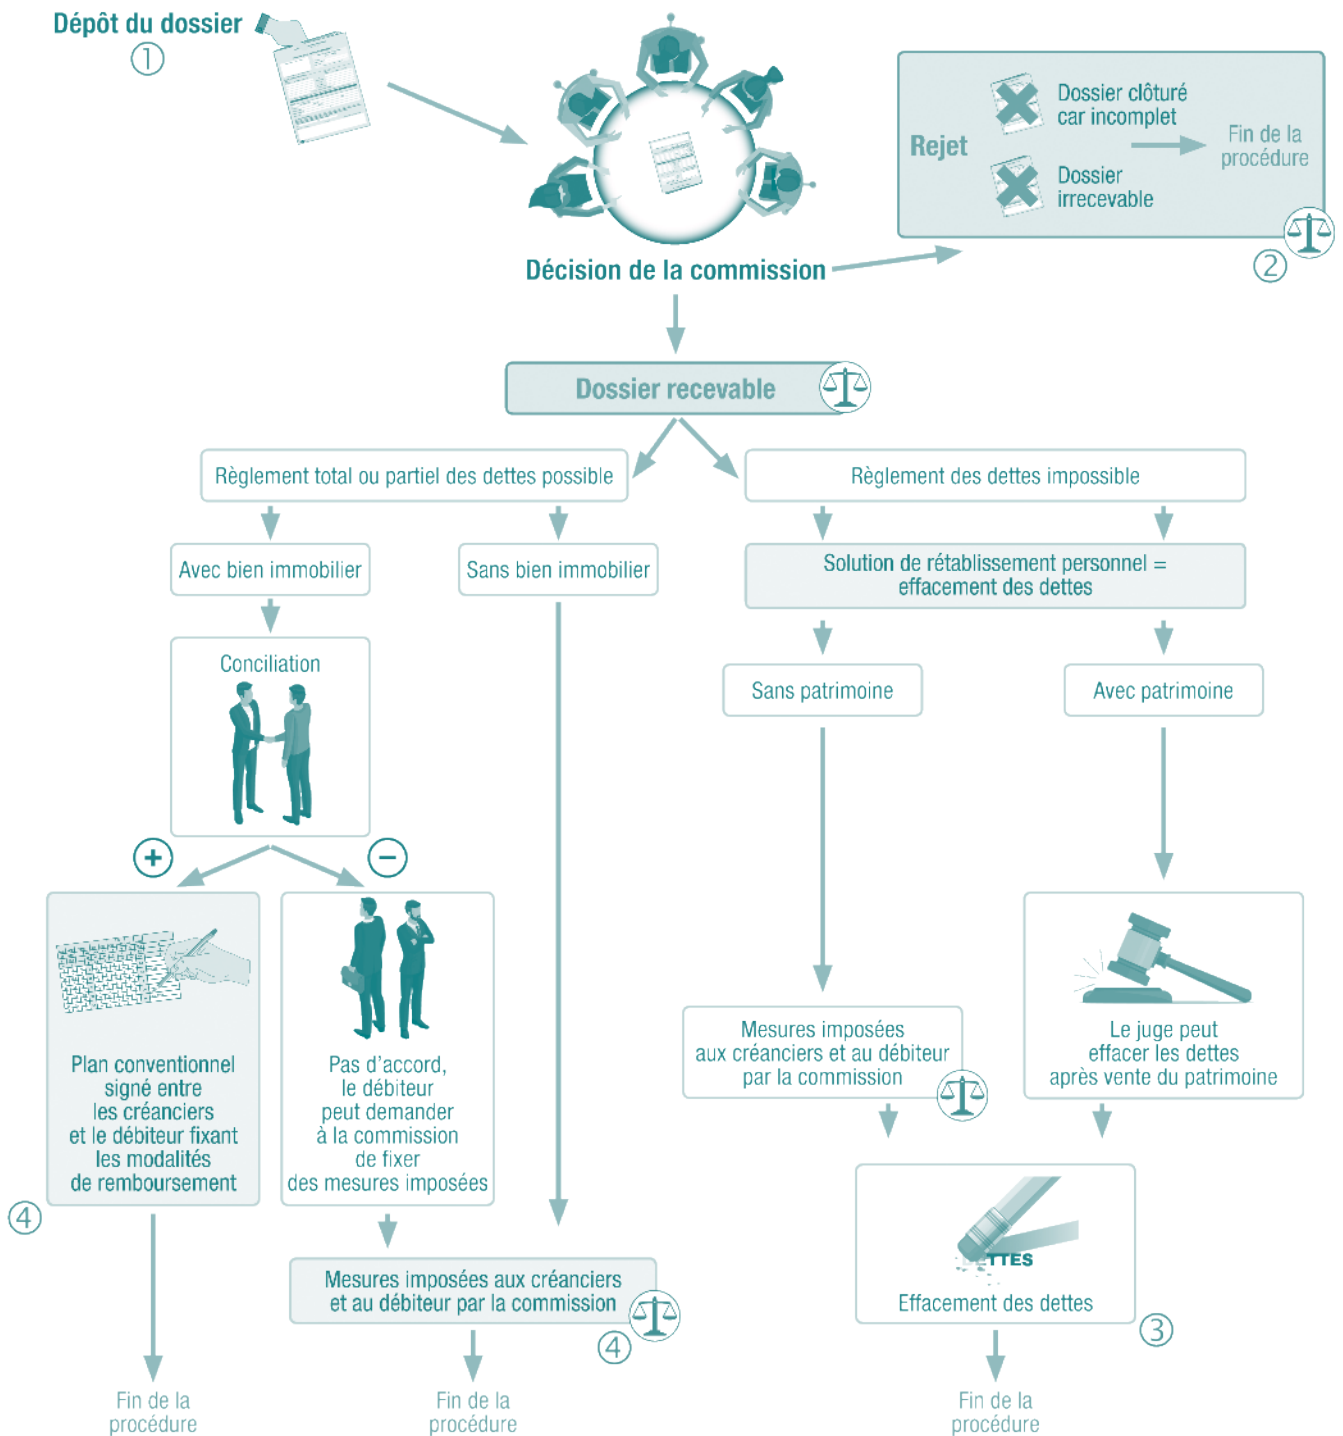 Dépôt du dossier
①
Dossier clôturé
car incomplet
Rejet
Fin de la
procédure
Dossier
irrecevable
②
Décision de la commission
Dossier recevable
Règlement total ou partiel des dettes possible
Règlement des dettes impossible
Avec bien immobilier
Sans bien immobilier
Solution de rétablissement personnel =
effacement des dettes
Conciliation
Sans patrimoine
Avec patrimoine
+
−
Plan conventionnel
signé entre
les créanciers
et le débiteur fixant
les modalités
de remboursement
④
Pas d'accord,
le débiteur
peut demander
à la commission
de fixer
des mesures imposées
Mesures imposées
aux créanciers et au débiteur
par la commission
Le juge peut
effacer les dettes
après vente du patrimoine
Mesures imposées aux créanciers
et au débiteur par la commission
④
DETTES
Effacement des dettes
③
Fin de la
procédure
Fin de la
procédure
Fin de la
procédure